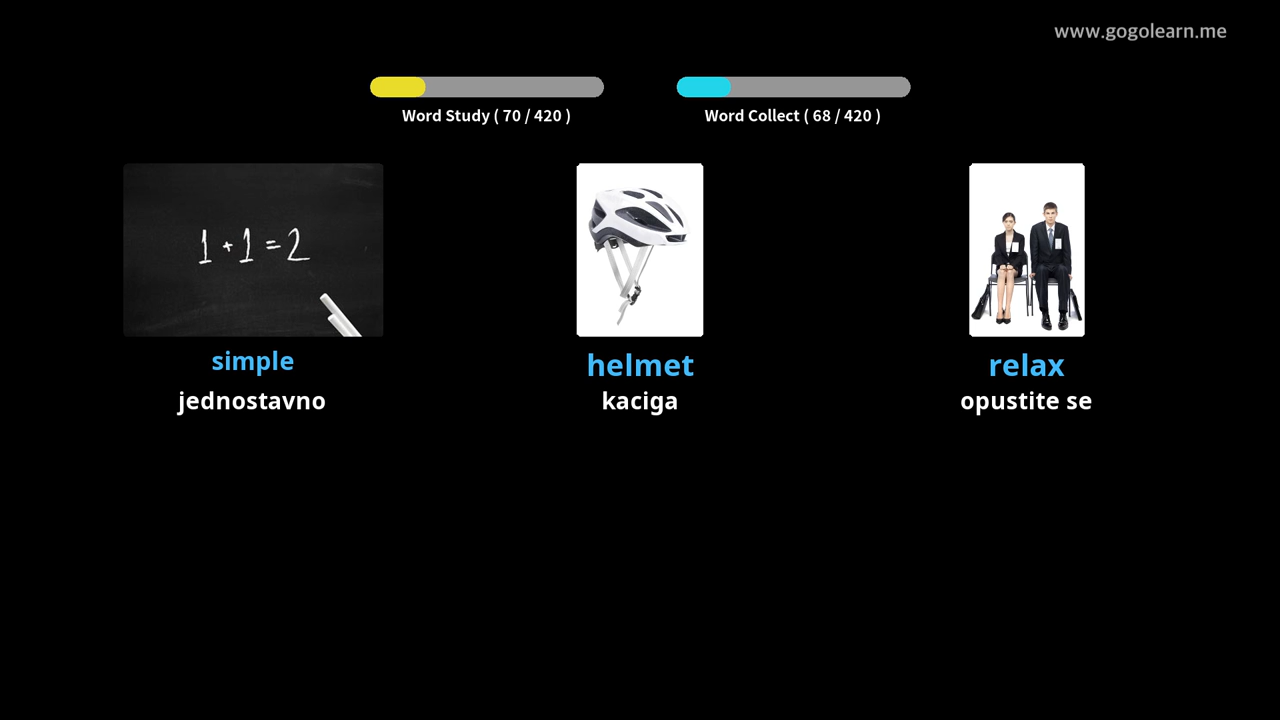 www.gogolearn.me
Word Study ( 70 / 420 )
Word Collect ( 68 / 420 )
1 + 1 = 2
simple
helmet
relax
jednostavno
kaciga
opustite se